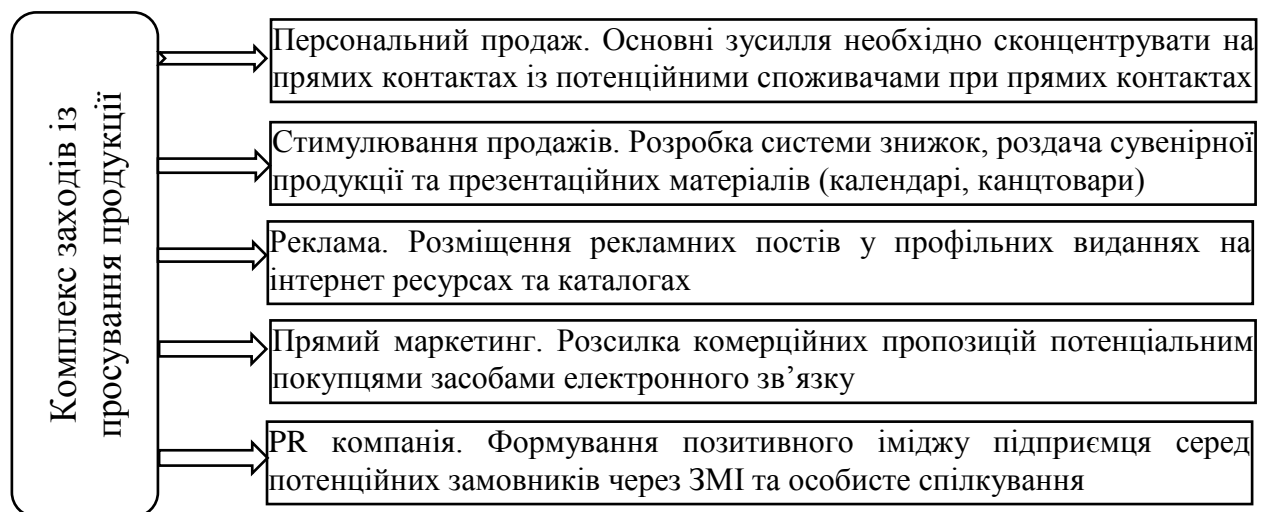 Комплекс заходів із
просування продукції
Персональний продаж. Основні зусилля необхідно сконцентрувати на
прямих контактах із потенційними споживачами при прямих контактах
Стимулювання продажів. Розробка системи знижок, роздача сувенірної
продукції та презентаційних матеріалів (календарі, канцтовари)
Реклама. Розміщення рекламних постів у профільних виданнях на
інтернет ресурсах та каталогах
Прямий маркетинг. Розсилка комерційних пропозицій потенціальним
покупцями засобами електронного зв’язку
PR компанія. Формування позитивного іміджу підприємця серед
потенційних замовників через ЗМІ та особисте спілкування